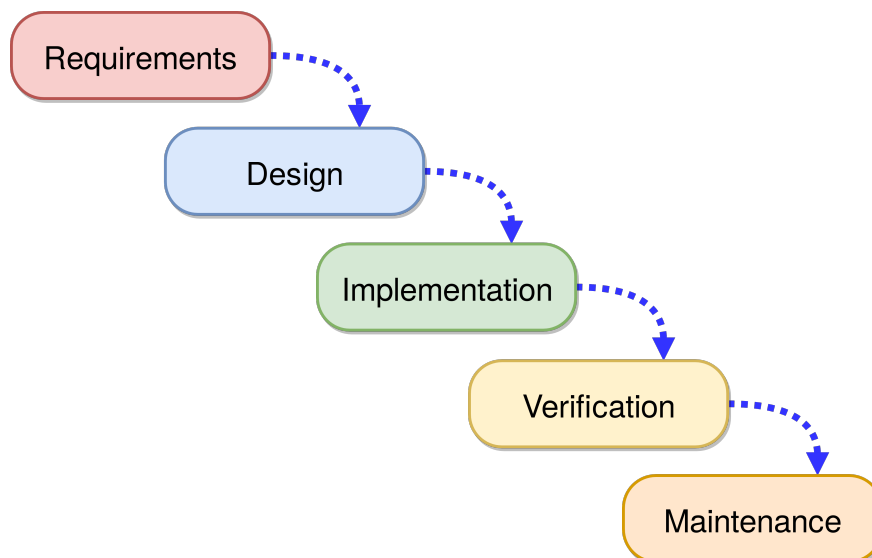 Requirements
Design
Implementation
Verification
Maintenance